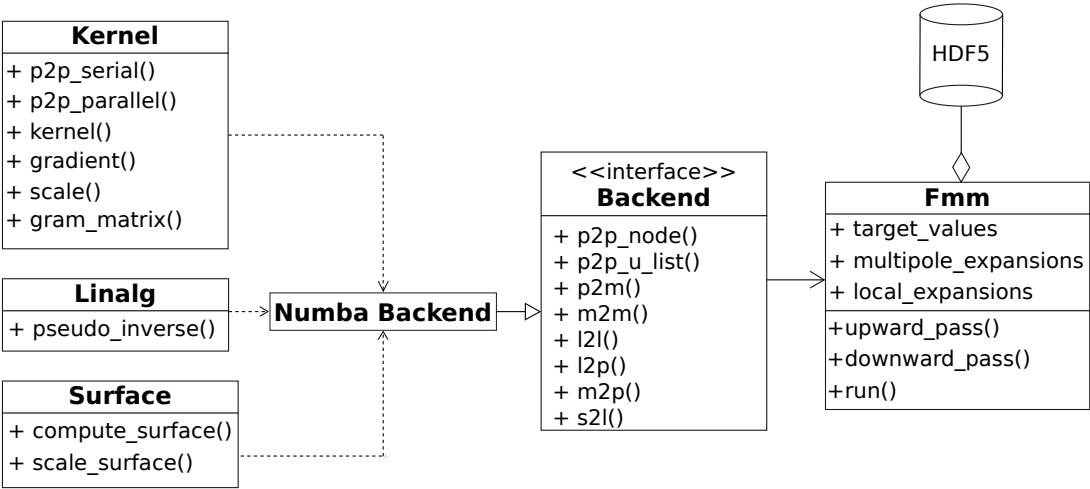 Kernel
+ p2p_serial()
+ p2p_parallel()
+ kernel()
+ gradient()
+ scale()
+ gram_matrix()
Linalg
+ pseudo_inverse()
Surface
+ compute_surface()
+ scale_surface()
Numba Backend
<<interface>>
Backend
+ p2p_node()
+ p2p_u_list()
+ p2m()
+ m2m()
+ l2l()
+ l2p()
+ m2p()
+ s2l()
HDF5
Fmm
+ target_values
+ multipole_expansions
+ local_expansions
+upward_pass()
+downward_pass()
+run()